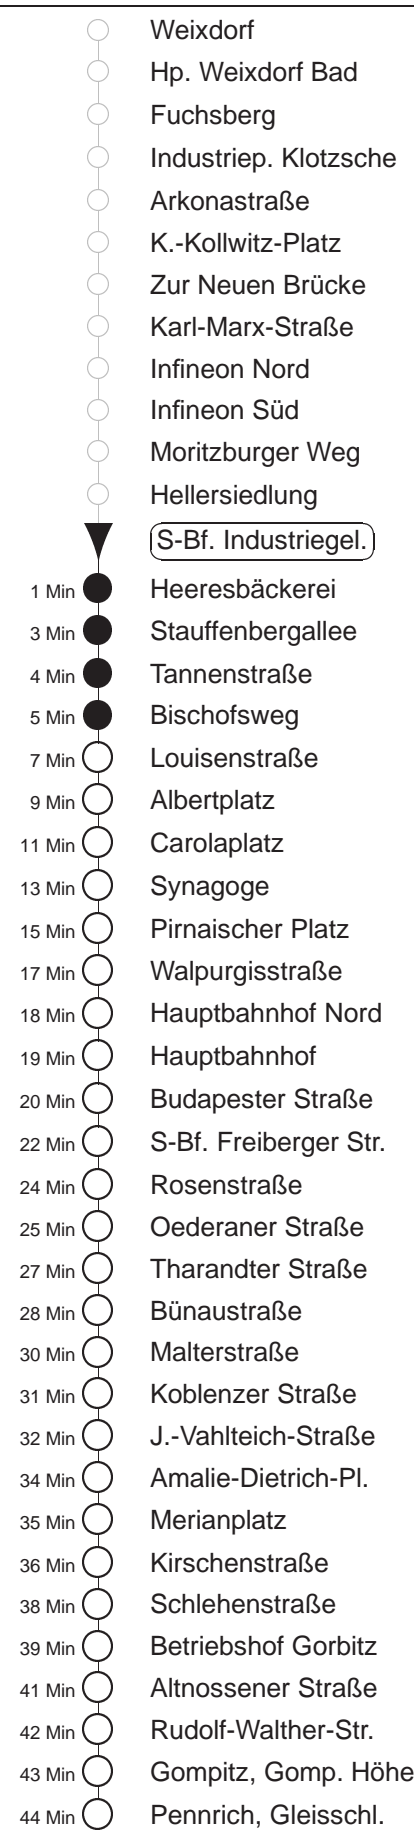 Weixdorf
Hp. Weixdorf Bad
Fuchsberg
Industriep. Klotzsche
Arkonastraße
K.-Kollwitz-Platz
Zur Neuen Brücke
Karl-Marx-Straße
Infineon Nord
Infineon Süd
Moritzburger Weg
Hellersiedlung
S-Bf. Industriegel.
1 Min Heeresbäckerei
3 Min Stauffenbergallee
4 Min Tannenstraße
5 Min Bischofsweg
7 Min Louisenstraße
9 Min Albertplatz
11 Min Carolaplatz
13 Min Synagoge
15 Min Pirnaischer Platz
17 Min Walpurgisstraße
18 Min Hauptbahnhof Nord
19 Min Hauptbahnhof
20 Min Budapester Straße
22 Min S-Bf. Freiberger Str.
24 Min Rosenstraße
25 Min Oederaner Straße
27 Min Tharandter Straße
28 Min Bünaustraße
30 Min Malterstraße
31 Min Koblenzer Straße
32 Min J.-Vahlteich-Straße
34 Min Amalie-Dietrich-Pl.
35 Min Merianplatz
36 Min Kirschenstraße
38 Min Schlehenstraße
39 Min Betriebshof Gorbitz
41 Min Altnossener Straße
42 Min Rudolf-Walther-Str.
43 Min Gompitz, Gomp. Höhe
44 Min Pennrich, Gleisschl.